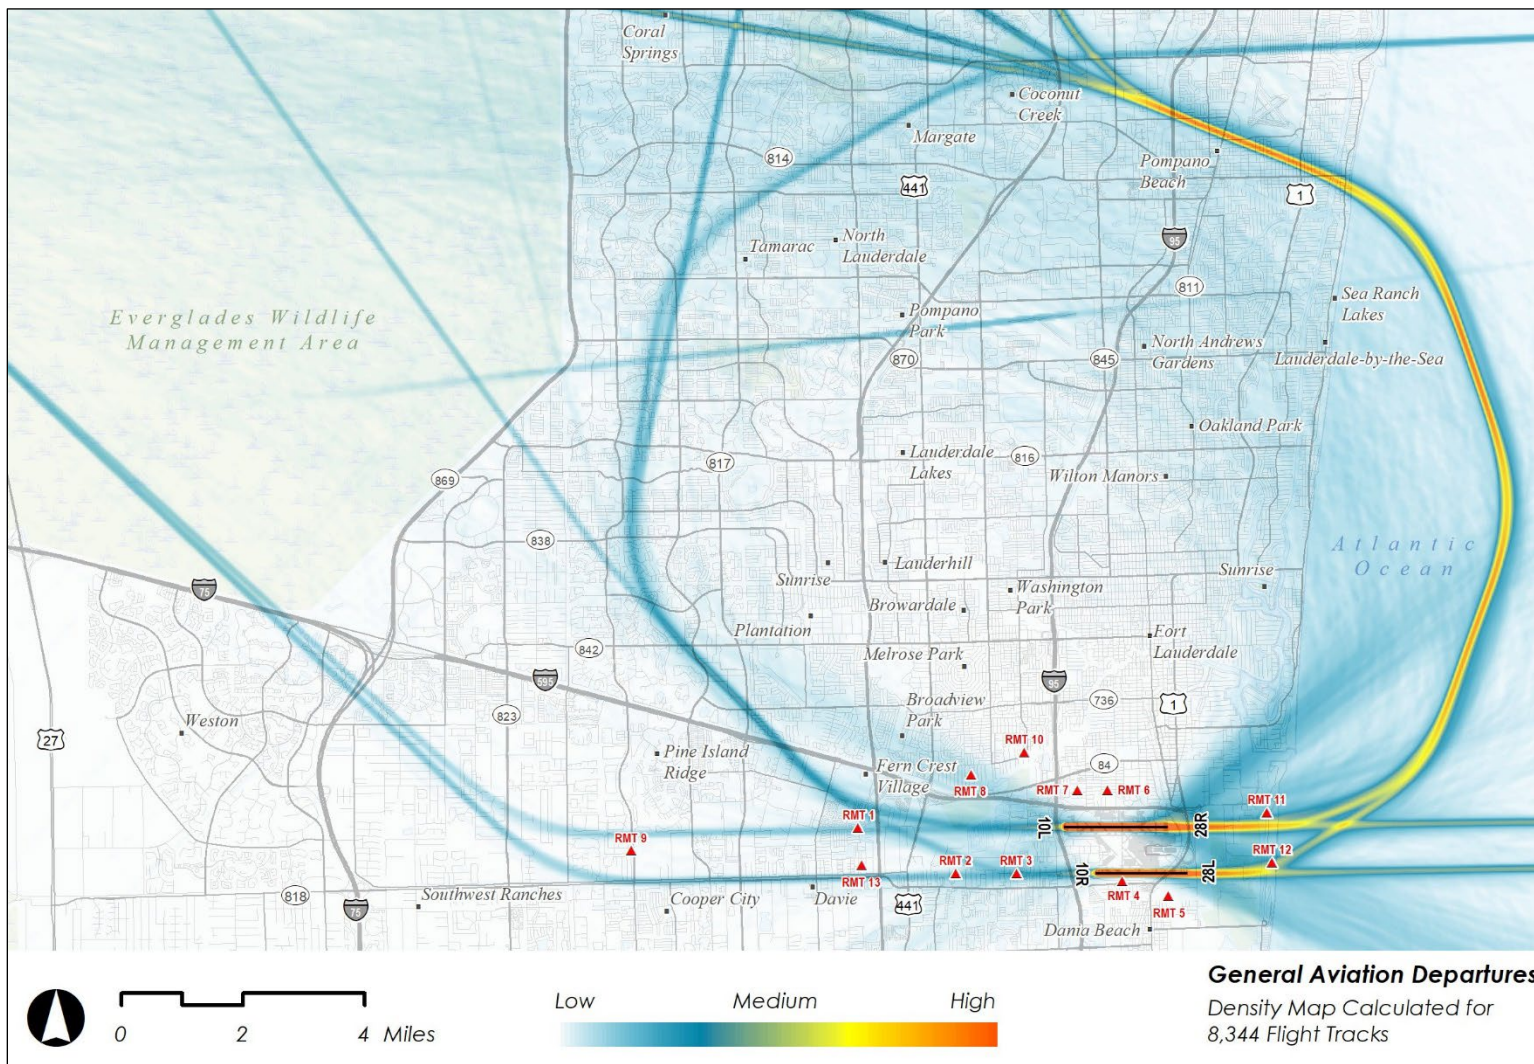 Coral
Springs
Coconut
Creek
Margate
814
441
Pompano
Beach
1
95
Tamarac
North
Lauderdale
811
Sea Ranch
Lakes
Everglades Wildlife
Management Area
Pompano
Park
North Andrews
Gardens
Lauderdale-by-the-Sea
870
845
Oakland Park
Lauderdale
Lakes
817
816
869
Wilton Manors
838
Atlantic
Ocean
75
Sunrise
Lauderhill
Washington
Park
Sunrise
Browardale
Plantation
Fort
Lauderdale
842
Melrose Park
595
95
736
1
Broadview
Park
823
Weston
27
Pine Island
Ridge
RMT 10
84
Fern Crest
Village
RMT 8
RMT 7
RMT 6
RMT 11
RMT 1
10L
28R
RMT 9
RMT 13
RMT 2
RMT 3
10R
28L
RMT 12
RMT 4
RMT 5
818
75
Southwest Ranches
Cooper City
Davie
441
Dania Beach
0 2 4 Miles
Low Medium High
General Aviation Departures
Density Map Calculated for
8,344 Flight Tracks